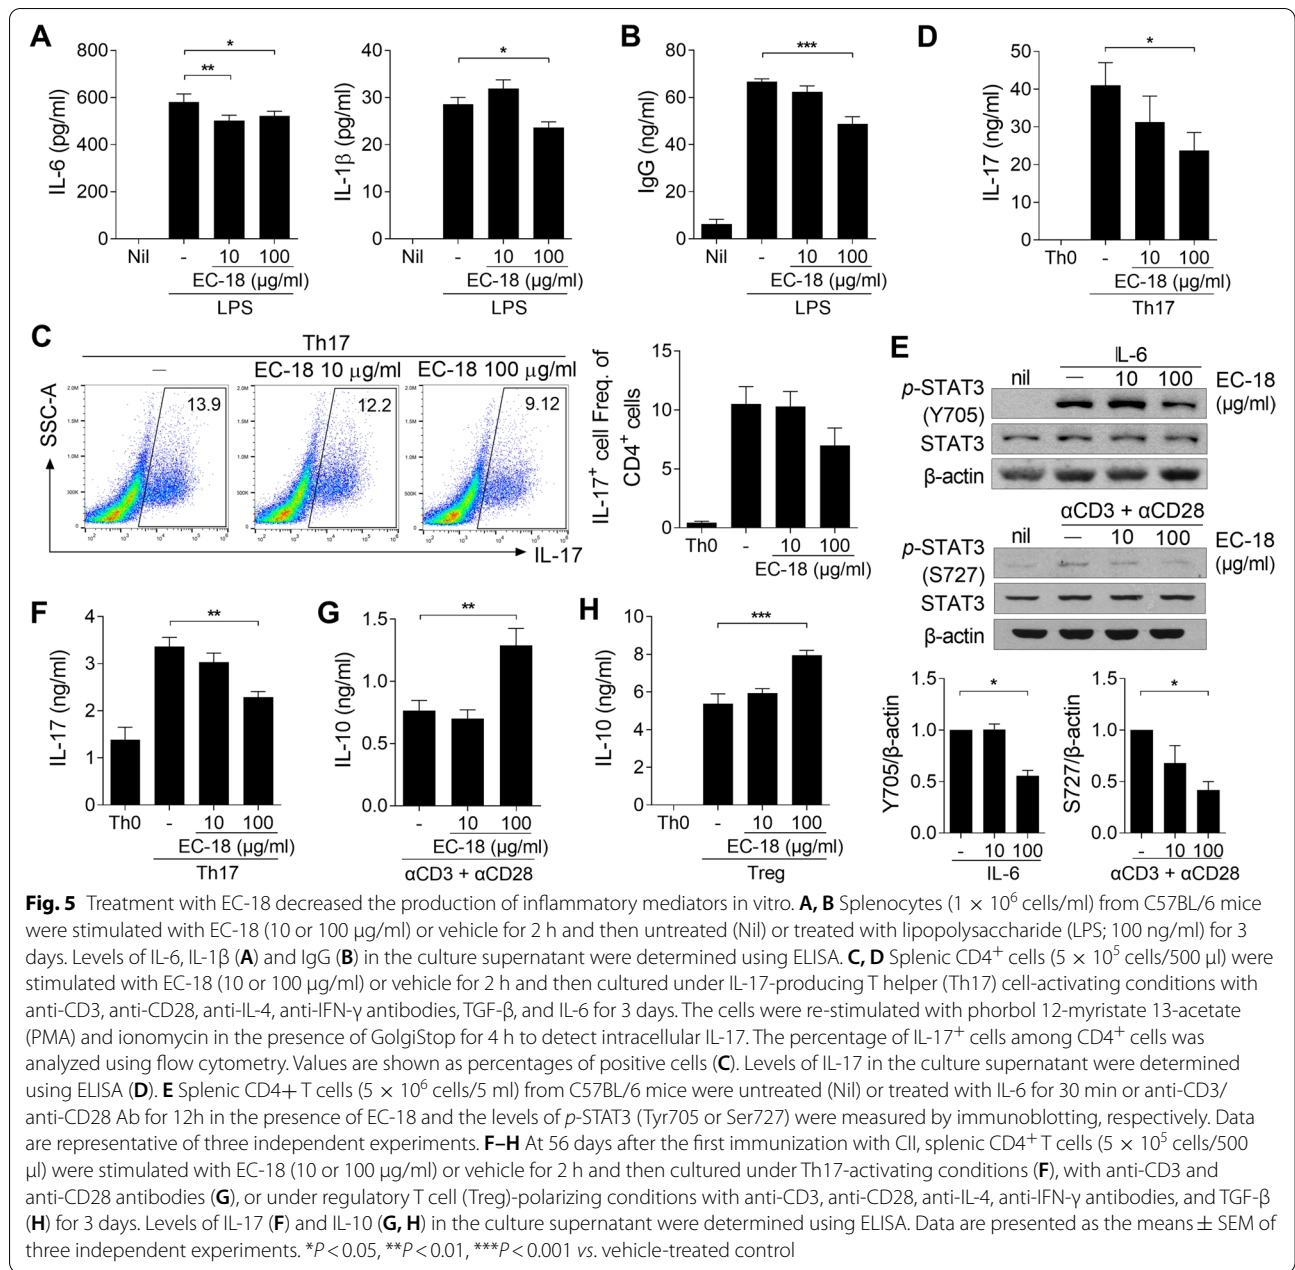 A
800
600
400
200
0
IL-6 (pg/ml)
*
**
Nil - 10 100
EC-18 (μg/ml)
LPS
40
30
20
10
0
IL-1β (pg/ml)
*
Nil - 10 100
EC-18 (μg/ml)
LPS
B
80
60
40
20
0
IgG (ng/ml)
***
Nil - 10 100
EC-18 (μg/ml)
LPS
D
50
40
30
20
10
0
IL-17 (ng/ml)
*
Th0 - 10 100
EC-18 (μg/ml)
Th17
C
Th17
— EC-18 10 μg/ml) EC-18 100 μg/ml)
SSC-A
2.0M
1.5M
1.0M
500K
0
13.9
12.2
9.12
IL-17
15
10
5
0
IL-17⁺ cell Freq. of
CD4⁺ cells
Th0 - 10 100
EC-18 (μg/ml)
E
IL-6
nil — 10 100 EC-18
(μg/ml)
p-STAT3
(Y705)
STAT3
β-actin
αCD3 + αCD28
nil — 10 100 EC-18
(μg/ml)
p-STAT3
(S727)
STAT3
β-actin
1.5
1.0
0.5
0.0
Y705/β-actin
*
- 10 100
IL-6
1.5
1.0
0.5
0.0
S727/β-actin
*
- 10 100
αCD3 + αCD28
F
4
3
2
1
0
IL-17 (ng/ml)
**
Th0 - 10 100
EC-18 (μg/ml)
Th17
G
1.5
1.0
0.5
0.0
IL-10 (ng/ml)
**
- 10 100
EC-18 (μg/ml)
αCD3 + αCD28
H
10
8
6
4
2
0
IL-10 (ng/ml)
***
Th0 - 10 100
EC-18 (μg/ml)
Treg
Fig. 5 Treatment with EC-18 decreased the production of inflammatory mediators in vitro. A, B Splenocytes (1 × 10⁶ cells/ml) from C57BL/6 mice
were stimulated with EC-18 (10 or 100 μg/ml) or vehicle for 2 h and then untreated (Nil) or treated with lipopolysaccharide (LPS; 100 ng/ml) for 3
days. Levels of IL-6, IL-1β (A) and IgG (B) in the culture supernatant were determined using ELISA. C, D Splenic CD4⁺ cells (5 × 10⁵ cells/500 μl) were
stimulated with EC-18 (10 or 100 μg/ml) or vehicle for 2 h and then cultured under IL-17-producing T helper (Th17) cell-activating conditions with
anti-CD3, anti-CD28, anti-IL-4, anti-IFN-γ antibodies, TGF-β, and IL-6 for 3 days. The cells were re-stimulated with phorbol 12-myristate 13-acetate
(PMA) and ionomycin in the presence of GolgiStop for 4 h to detect intracellular IL-17. The percentage of IL-17⁺ cells among CD4⁺ cells was
analyzed using flow cytometry. Values are shown as percentages of positive cells (C). Levels of IL-17 in the culture supernatant were determined
using ELISA (D). E Splenic CD4+ T cells (5 × 10⁶ cells/5 ml) from C57BL/6 mice were untreated (Nil) or treated with IL-6 for 30 min or anti-CD3/
anti-CD28 Ab for 12h in the presence of EC-18 and the levels of p-STAT3 (Tyr705 or Ser727) were measured by immunoblotting, respectively. Data
are representative of three independent experiments. F–H At 56 days after the first immunization with CII, splenic CD4⁺ T cells (5 × 10⁵ cells/500
μl) were stimulated with EC-18 (10 or 100 μg/ml) or vehicle for 2 h and then cultured under Th17-activating conditions (F), with anti-CD3 and
anti-CD28 antibodies (G), or under regulatory T cell (Treg)-polarizing conditions with anti-CD3, anti-CD28, anti-IL-4, anti-IFN-γ antibodies, and TGF-β
(H) for 3 days. Levels of IL-17 (F) and IL-10 (G, H) in the culture supernatant were determined using ELISA. Data are presented as the means ± SEM of
three independent experiments. *P < 0.05, **P < 0.01, ***P < 0.001 vs. vehicle-treated control